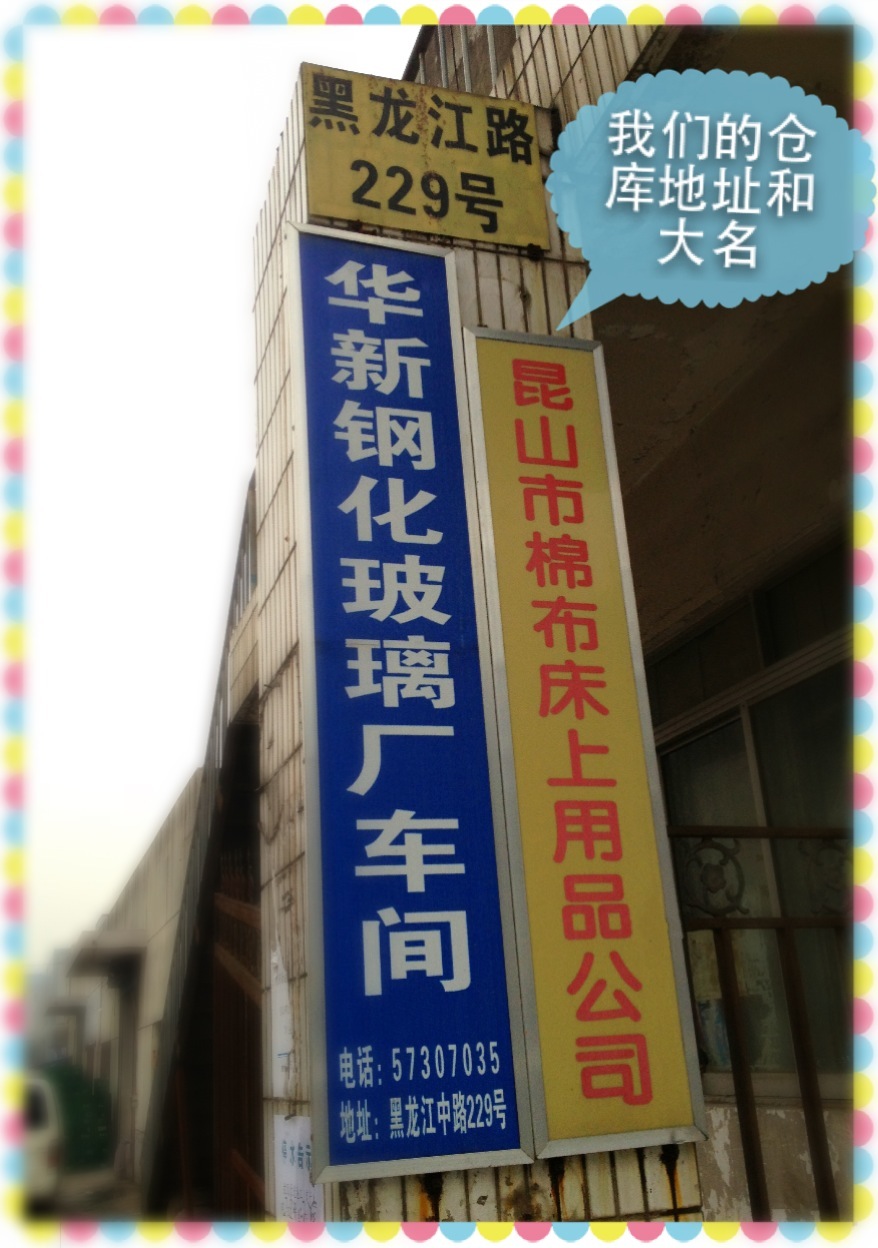 黑龙江路
229号
我们的仓
库地址和
大名
华新钢化玻璃厂车间
电话：57307035
地址：黑龙江中路229号
昆山市棉布床上用品公司